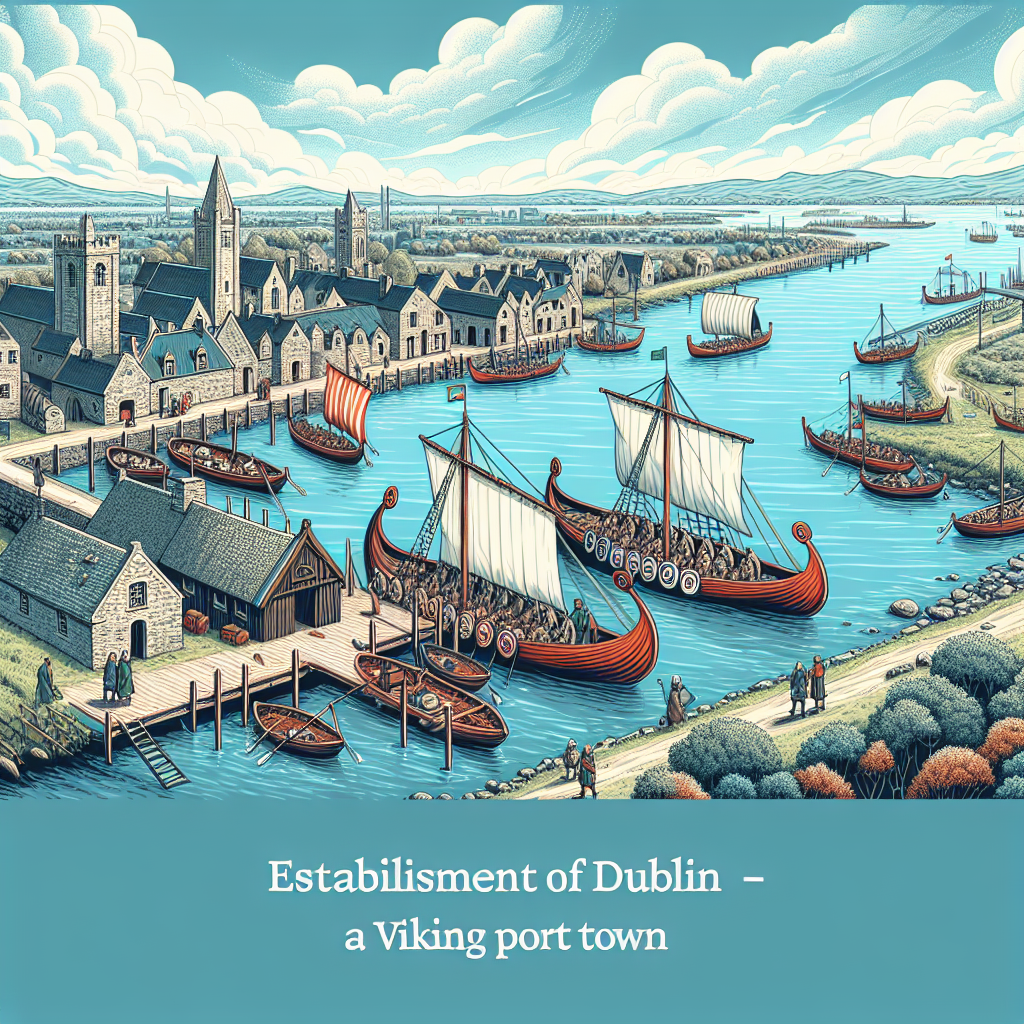 Estabilisment of Dublin –
a Viking port town